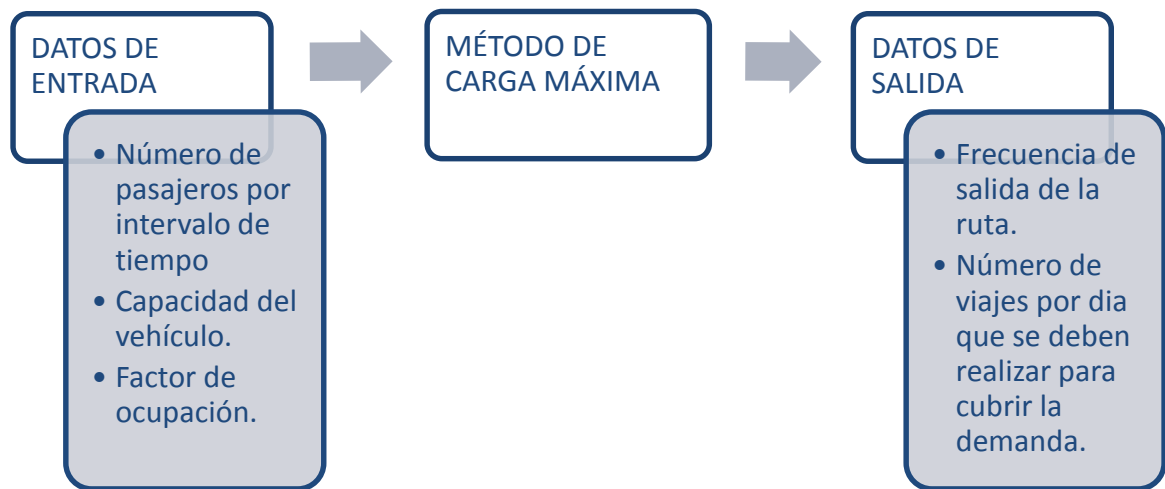 DATOS DE
ENTRADA
• Número de
pasajeros por
intervalo de
tiempo
• Capacidad del
vehículo.
• Factor de
ocupación.
MÉTODO DE
CARGA MÁXIMA
DATOS DE
SALIDA
• Frecuencia de
salida de la
ruta.
• Número de
viajes por dia
que se deben
realizar para
cubrir la
demanda.